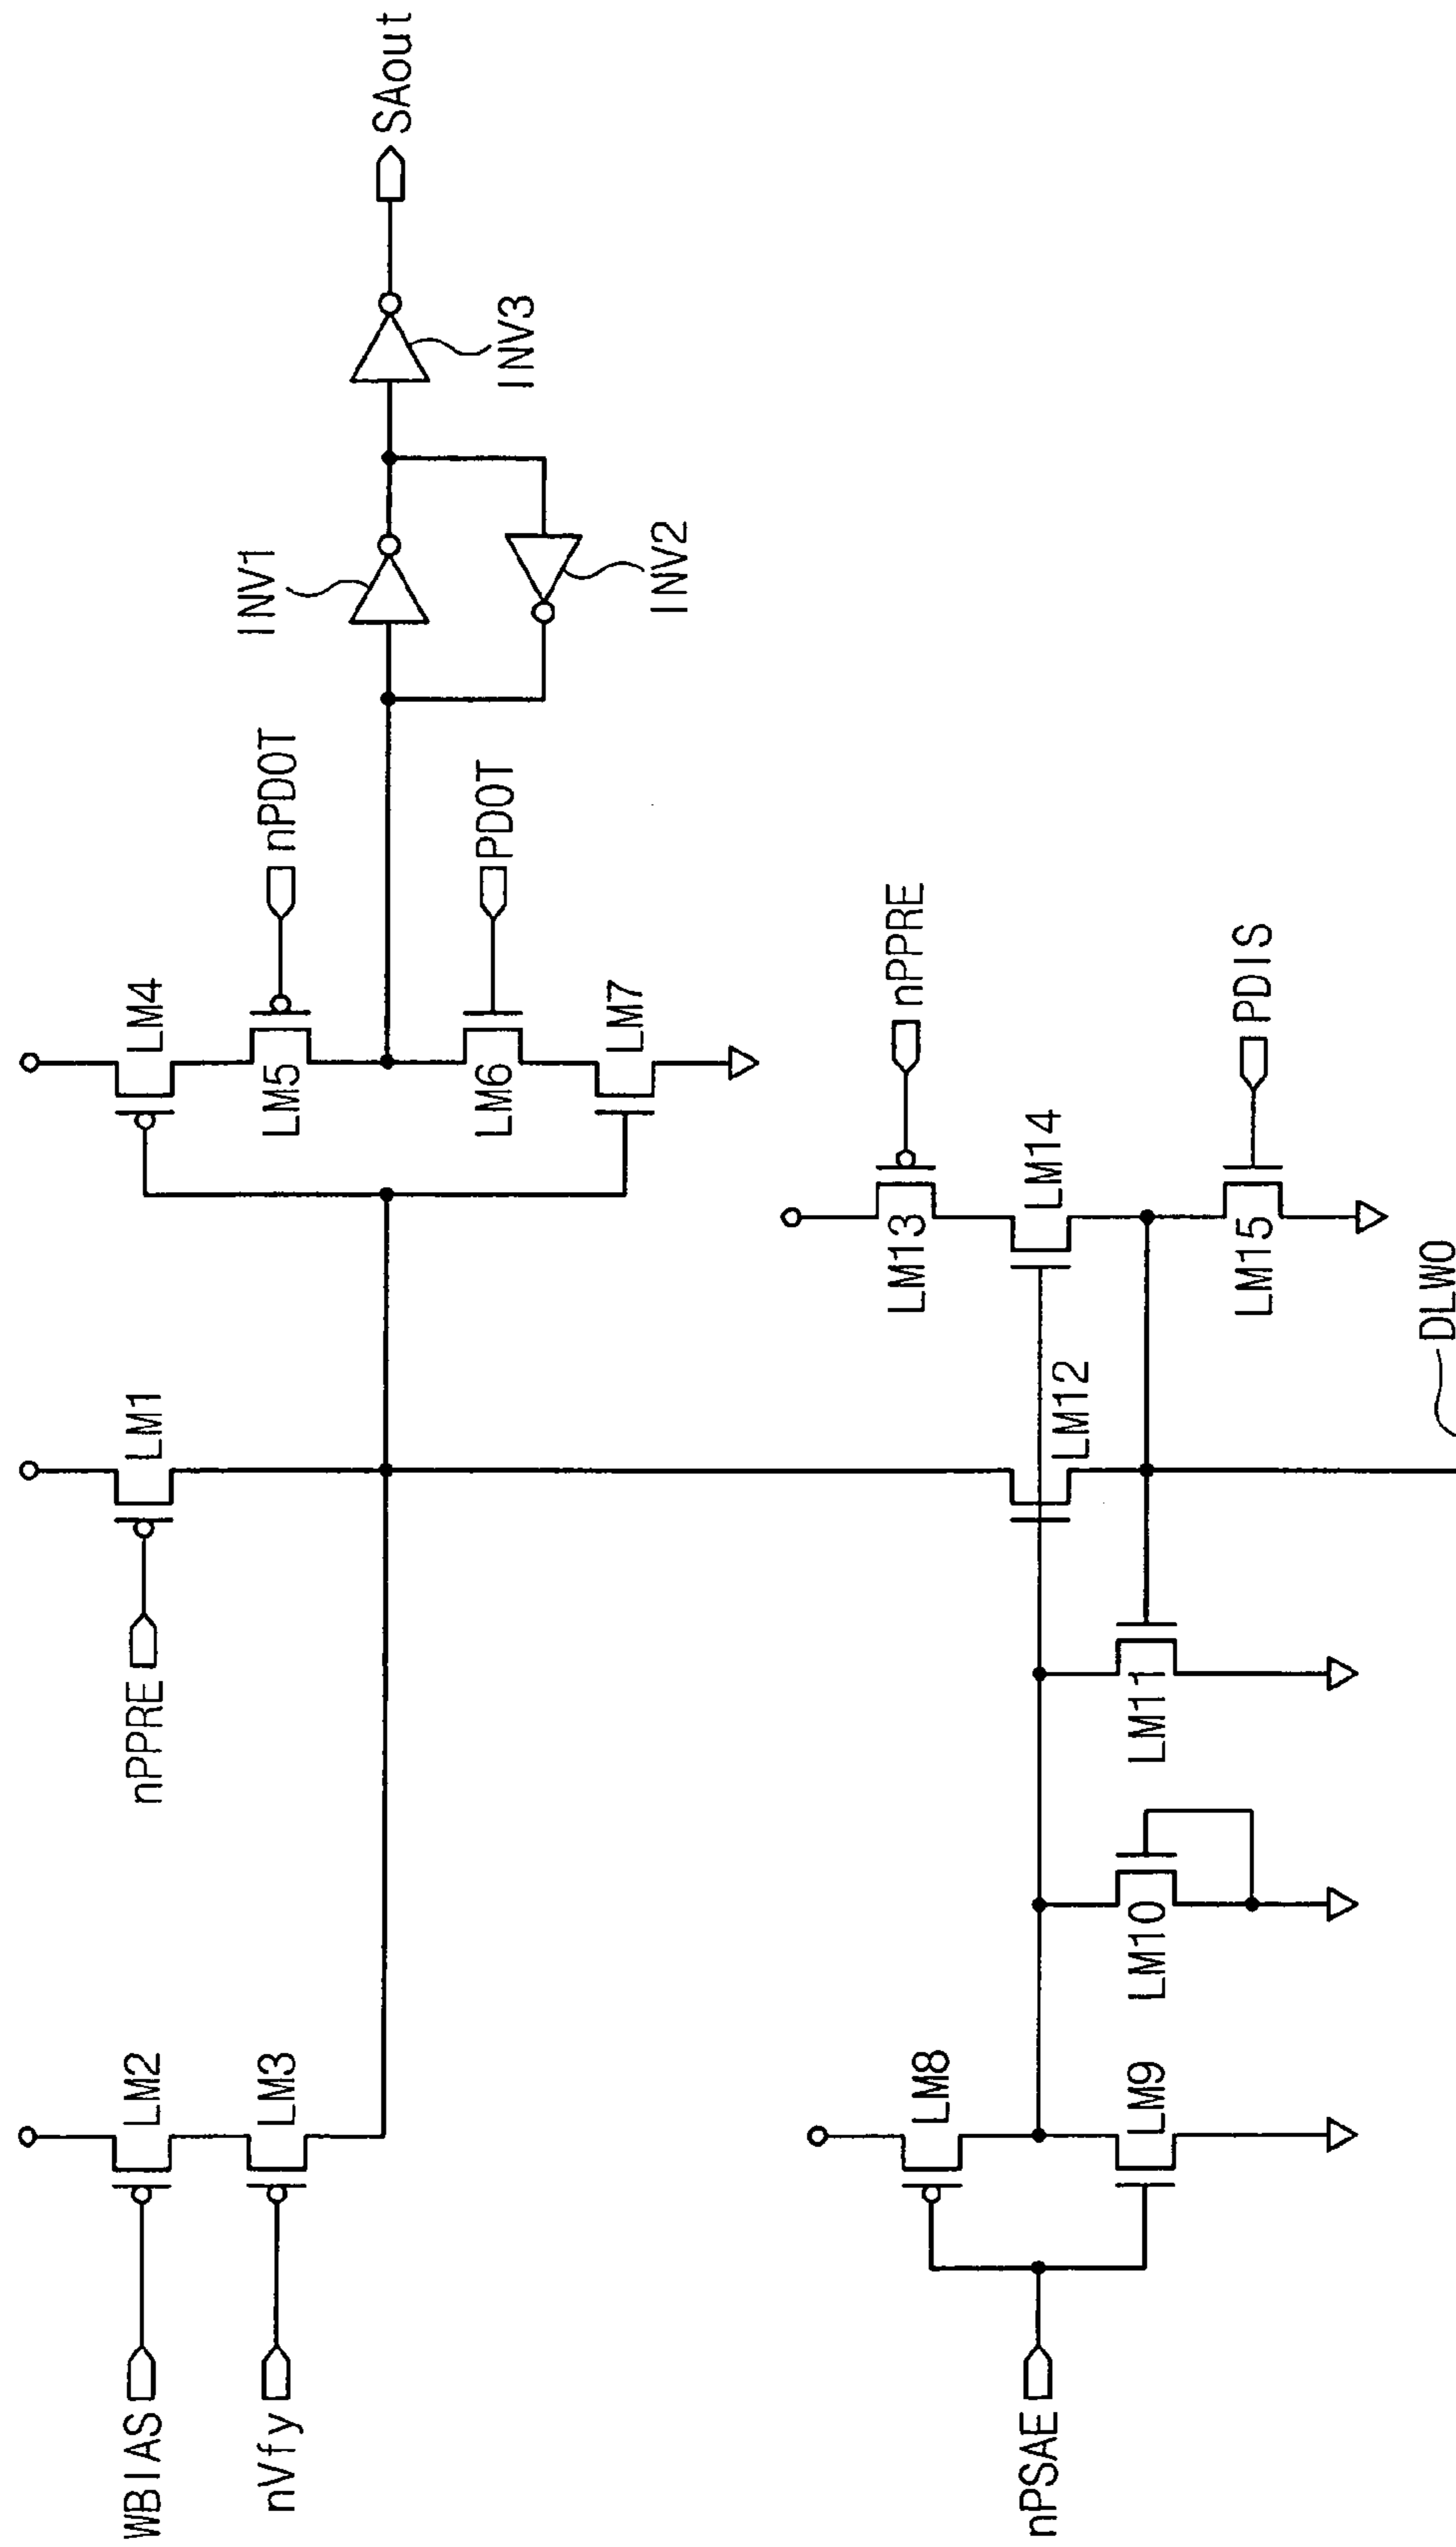 SAout
INV3
INV1
INV2
nPDOT
PDOT
LM4
LM5
LM6
LM7
nPPRE
PDIS
LM13
LM14
LM15
LM1
LM12
DLW0
nPPRE
LM11
LM10
LM2
LM3
LM8
LM9
WBIAS
nVfy
nPSAE